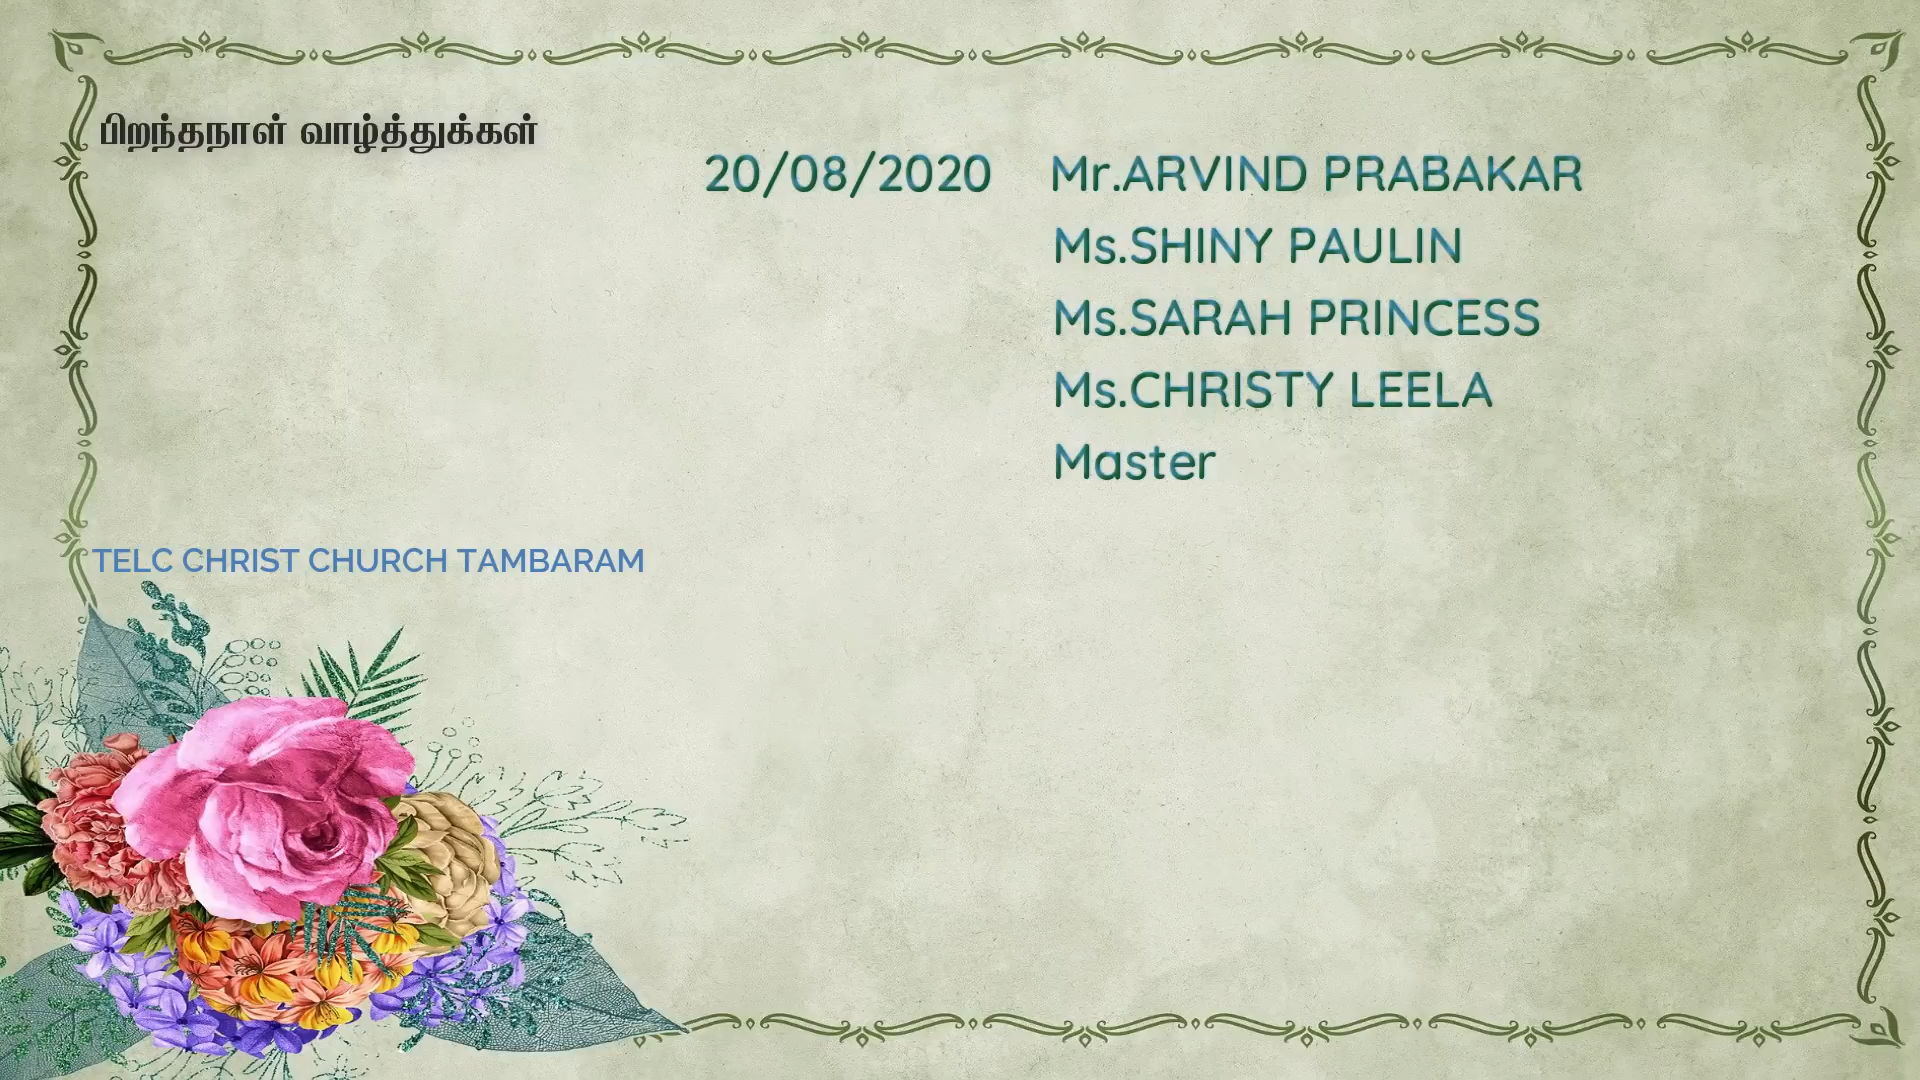 பிறந்தநாள் வாழ்த்துக்கள்
20/08/2020 Mr.ARVIND PRABAKAR
Ms.SHINY PAULIN
Ms.SARAH PRINCESS
Ms.CHRISTY LEELA
Master
TELC CHRIST CHURCH TAMBARAM